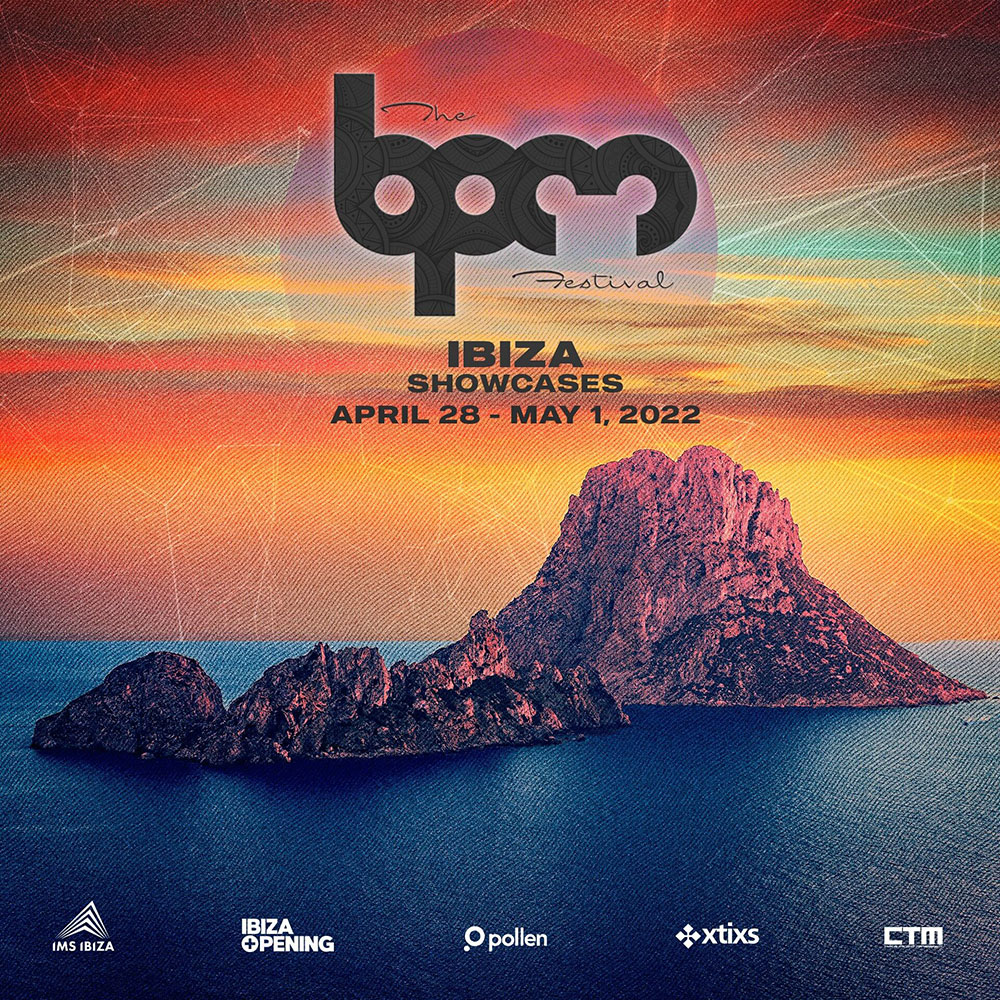 The
bpm
Festival
IBIZA
SHOWCASES
APRIL 28 - MAY 1, 2022
IMS IBIZA
IBIZA
OPENING
pollen
xtixs
CTM